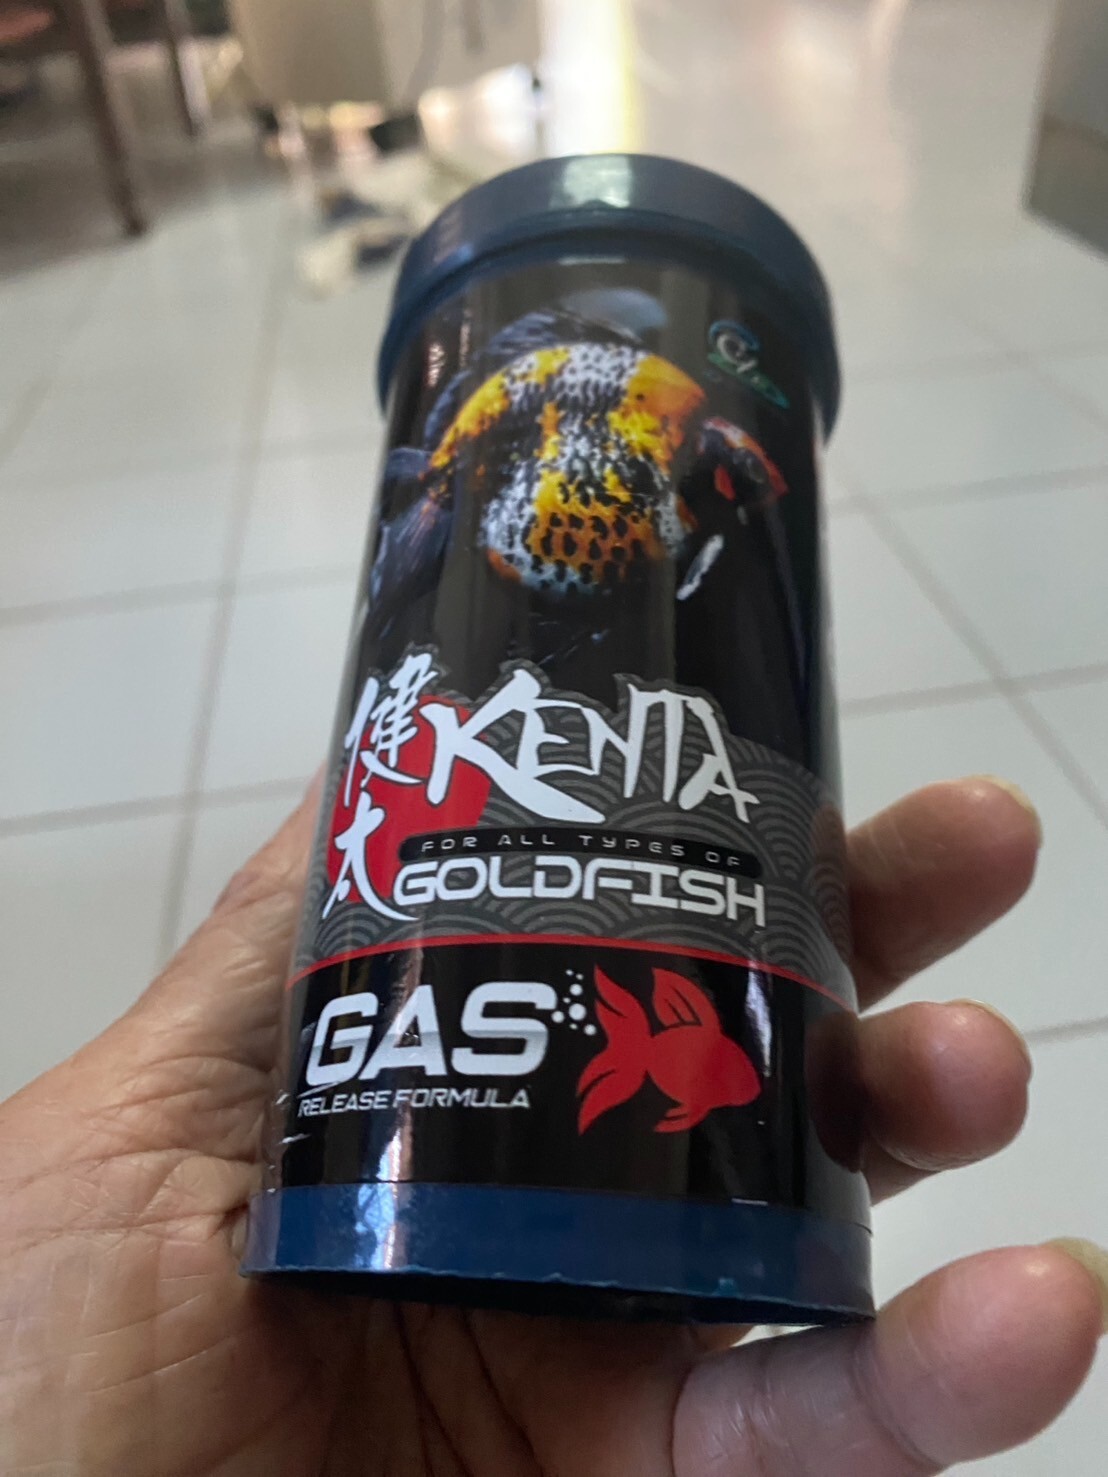 健太
KENTA
FOR ALL TYPES OF
GOLDFISH
GAS
RELEASE FORMULA